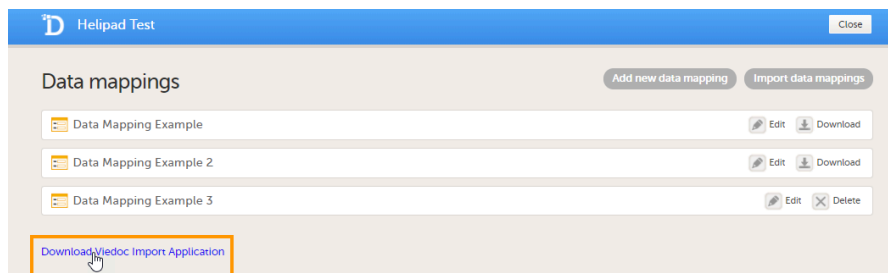 Helipad Test
Close
Data mappings
Add new data mapping
Import data mappings
Data Mapping Example
Edit
Download
Data Mapping Example 2
Edit
Download
Data Mapping Example 3
Edit
Delete
Download Viedoc Import Application